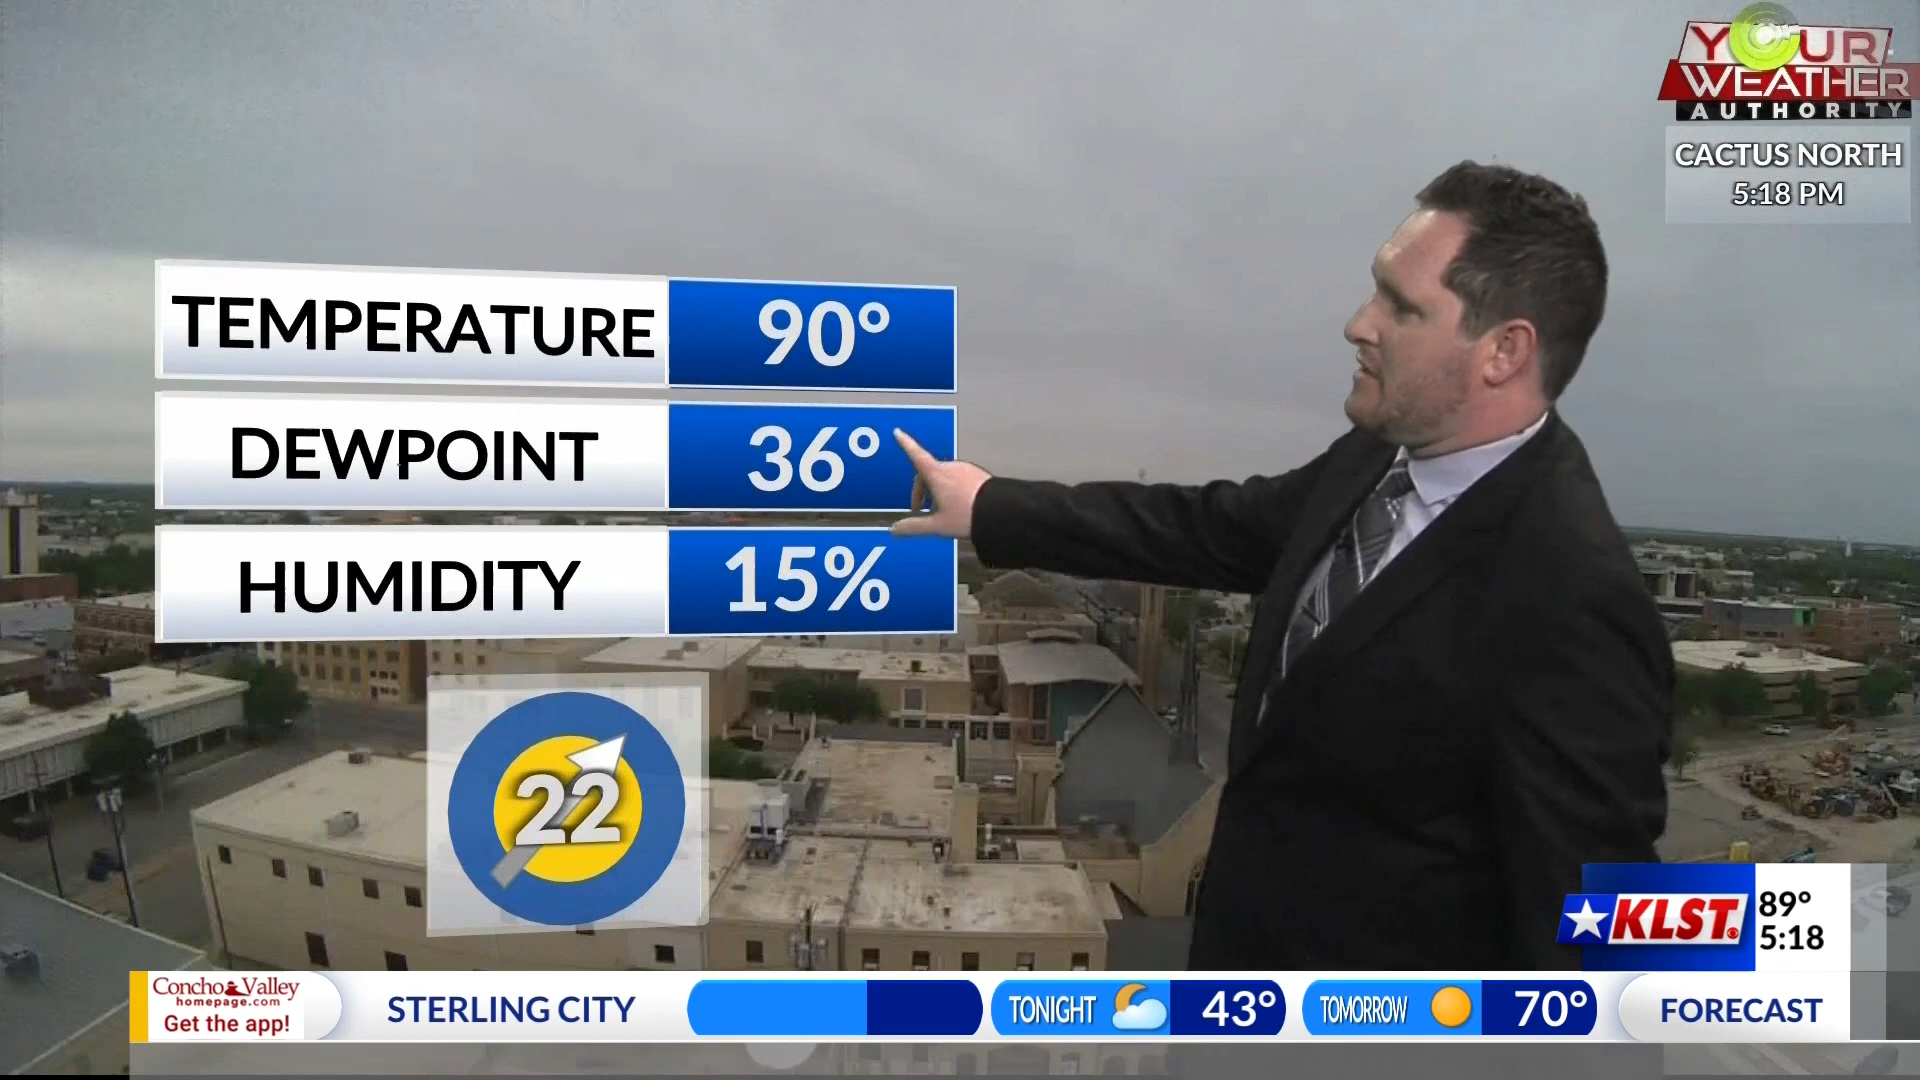 YOUR
WEATHER
AUTHORITY
CACTUS NORTH
5:18 PM
TEMPERATURE 90°
DEWPOINT 36°
HUMIDITY 15%
22
KLST
89°
5:18
Concho Valley
homepage.com
Get the app!
STERLING CITY
TONIGHT 43°
TOMORROW 70°
FORECAST